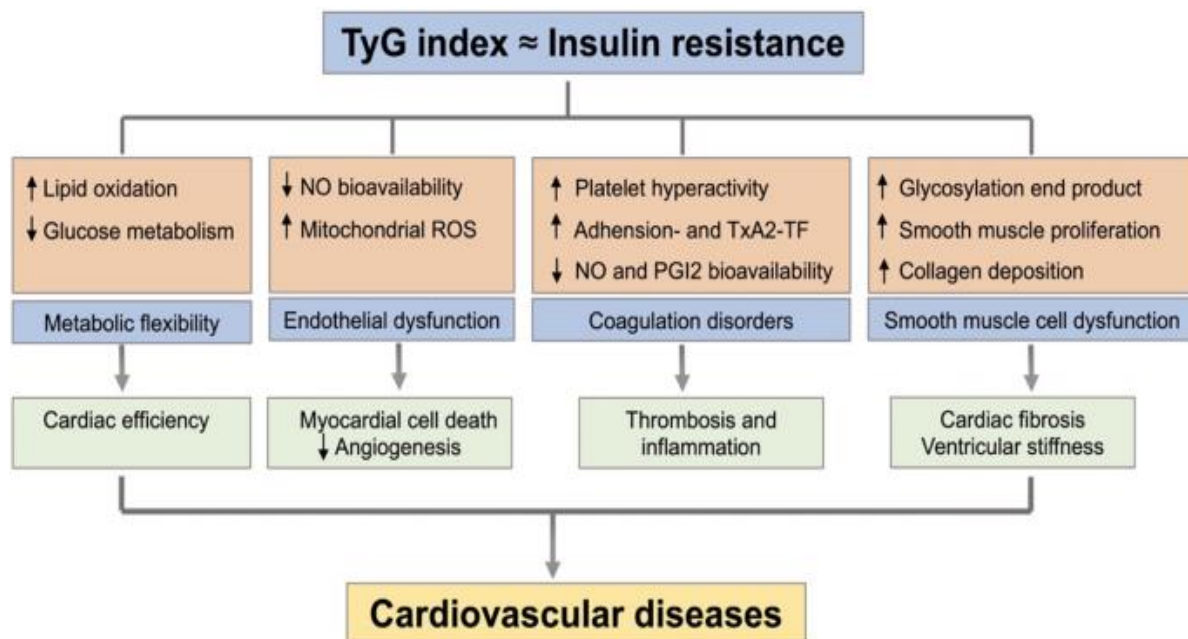 TyG index ≈ Insulin resistance
↑ Lipid oxidation
↓ Glucose metabolism
Metabolic flexibility
Cardiac efficiency
↓ NO bioavailability
↑ Mitochondrial ROS
Endothelial dysfunction
Myocardial cell death
↓ Angiogenesis
↑ Platelet hyperactivity
↑ Adhension- and TxA2-TF
↓ NO and PGI2 bioavailability
Coagulation disorders
Thrombosis and
inflammation
↑ Glycosylation end product
↑ Smooth muscle proliferation
↑ Collagen deposition
Smooth muscle cell dysfunction
Cardiac fibrosis
Ventricular stiffness
Cardiovascular diseases